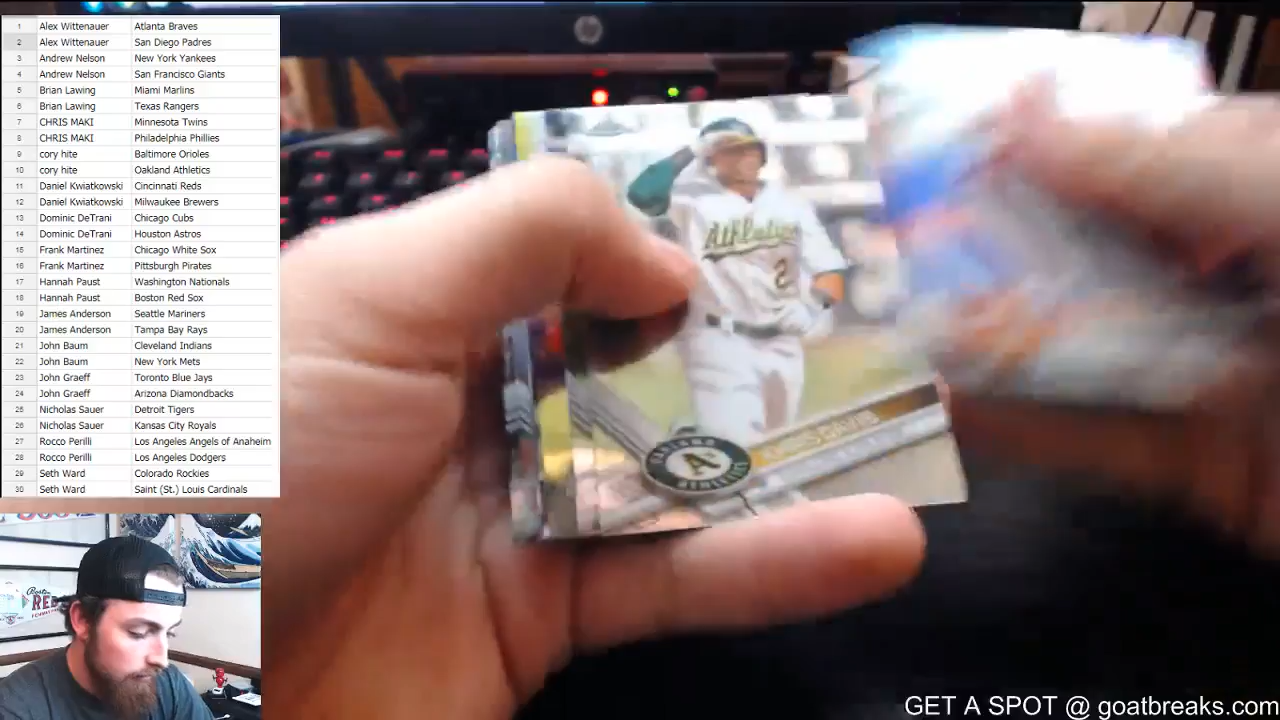 1 Alex Wittenauer Atlanta Braves
2 Alex Wittenauer San Diego Padres
3 Andrew Nelson New York Yankees
4 Andrew Nelson San Francisco Giants
5 Brian Lawing Miami Marlins
6 Brian Lawing Texas Rangers
7 CHRIS MAKI Minnesota Twins
8 CHRIS MAKI Philadelphia Phillies
9 cory hite Baltimore Orioles
10 cory hite Oakland Athletics
11 Daniel Kwiatkowski Cincinnati Reds
12 Daniel Kwiatkowski Milwaukee Brewers
13 Dominic DeTrani Chicago Cubs
14 Dominic DeTrani Houston Astros
15 Frank Martinez Chicago White Sox
16 Frank Martinez Pittsburgh Pirates
17 Hannah Paust Washington Nationals
18 Hannah Paust Boston Red Sox
19 James Anderson Seattle Mariners
20 James Anderson Tampa Bay Rays
21 John Baum Cleveland Indians
22 John Baum New York Mets
23 John Graeff Toronto Blue Jays
24 John Graeff Arizona Diamondbacks
25 Nicholas Sauer Detroit Tigers
26 Nicholas Sauer Kansas City Royals
27 Rocco Perilli Los Angeles Angels of Anaheim
28 Rocco Perilli Los Angeles Dodgers
29 Seth Ward Colorado Rockies
30 Seth Ward Saint (St.) Louis Cardinals
Athletics
2
A's
Boston
RED
GET A SPOT @ goatbreaks.com